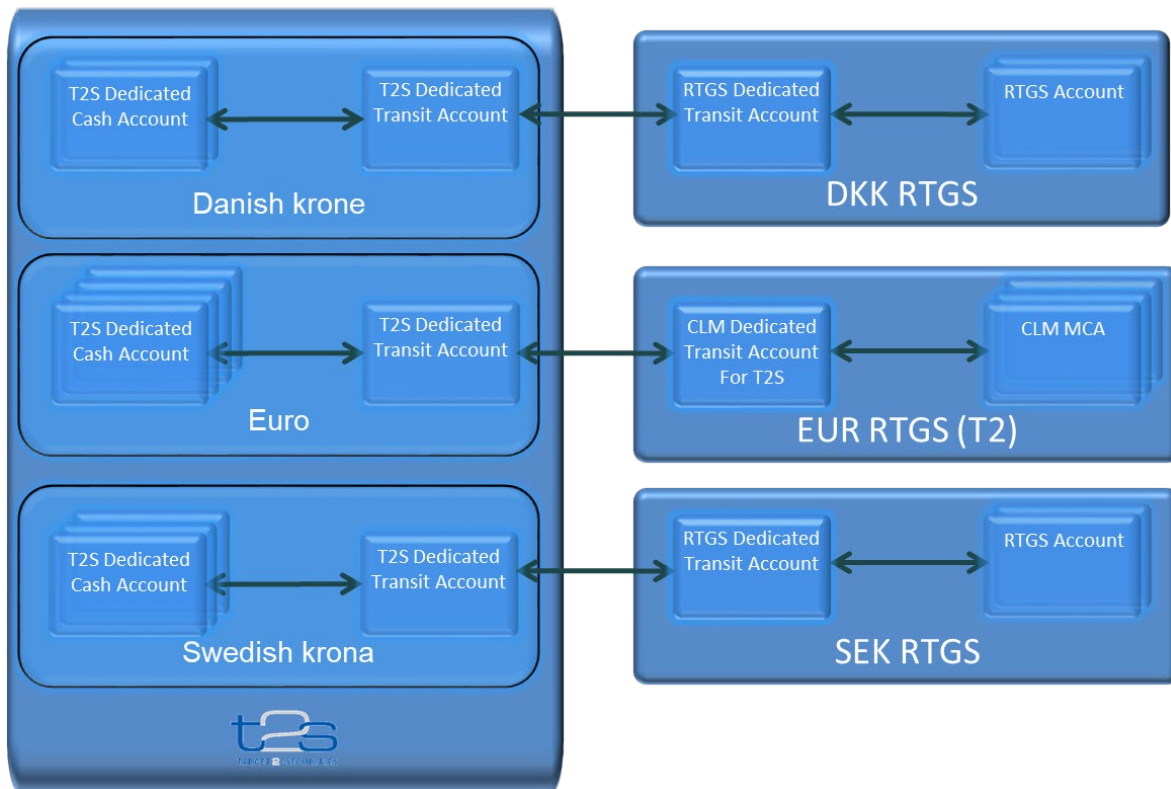 T2S Dedicated
Cash Account
T2S Dedicated
Transit Account
Danish krone
RTGS Dedicated
Transit Account
RTGS Account
DKK RTGS
T2S Dedicated
Cash Account
T2S Dedicated
Transit Account
Euro
CLM Dedicated
Transit Account
For T2S
CLM MCA
EUR RTGS (T2)
T2S Dedicated
Cash Account
T2S Dedicated
Transit Account
Swedish krona
RTGS Dedicated
Transit Account
RTGS Account
SEK RTGS
t2s
TARGET2-SECURITIES